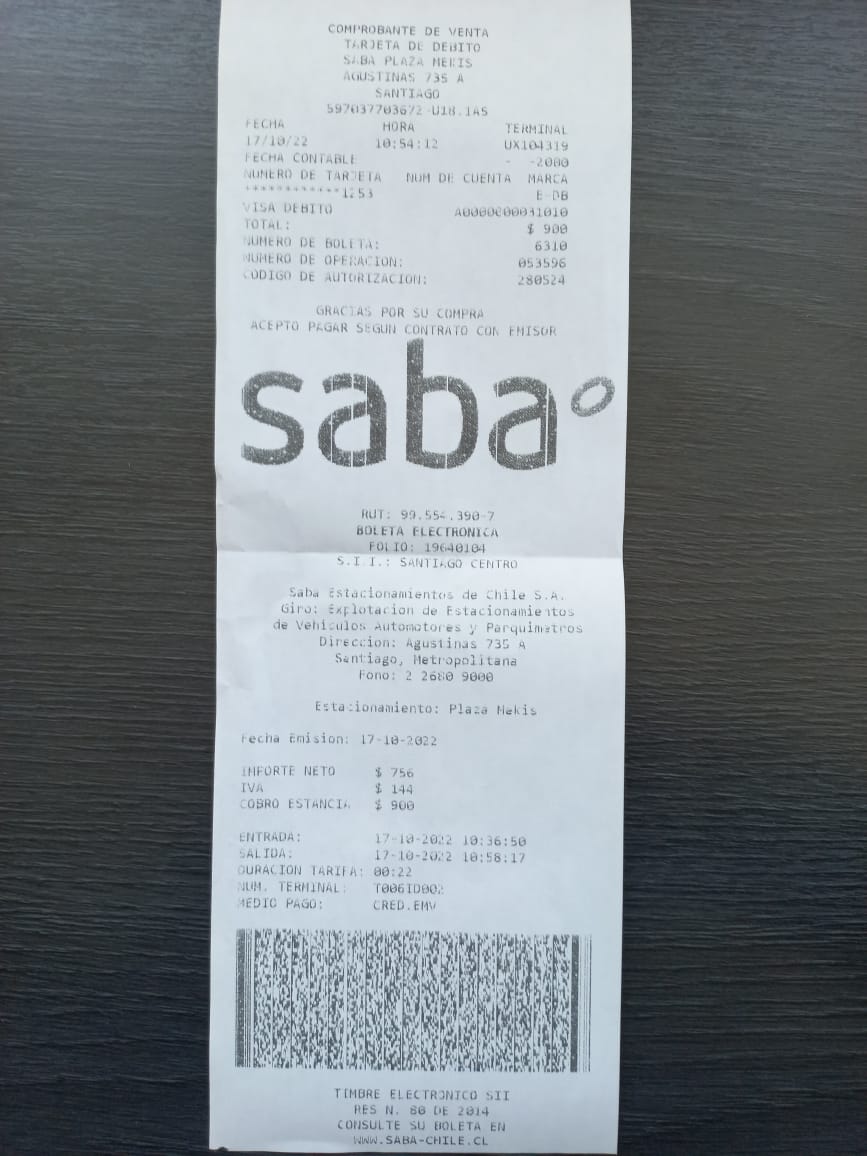 COMPROBANTE DE VENTA
TARJETA DE DEBITO
SABA PLAZA MEKIS
AGUSTINAS 735 A
SANTIAGO
597037703672-U18.1A5
FECHA HORA TERMINAL
17/10/22 10:54:12 UX104319
FECHA CONTABLE - -2000
NUMERO DE TARJETA NUM DE CUENTA MARCA
************1253 E-DB
VISA DEBITO A0000000031010
TOTAL: $ 900
NUMERO DE BOLETA: 6310
NUMERO DE OPERACION: 053596
CODIGO DE AUTORIZACION: 280524
GRACIAS POR SU COMPRA
ACEPTO PAGAR SEGUN CONTRATO CON EMISOR
saba
RUT: 99.554.390-7
BOLETA ELECTRONICA
FOLIO: 19640104
S.I.I.: SANTIAGO CENTRO
Saba Estacionamientos de Chile S.A.
Giro: Explotacion de Estacionamientos
de Vehiculos Automotores y Parquimetros
Direccion: Agustinas 735 A
Santiago, Metropolitana
Fono: 2 2680 9000
Estacionamiento: Plaza Mekis
Fecha Emision: 17-10-2022
IMPORTE NETO $ 756
IVA $ 144
COBRO ESTANCIA $ 900
ENTRADA: 17-10-2022 10:36:50
SALIDA: 17-10-2022 10:58:17
DURACION TARIFA: 00:22
NUM. TERMINAL: T006ID002
MEDIO PAGO: CRED.EMV
TIMBRE ELECTRONICO SII
RES N. 80 DE 2014
CONSULTE SU BOLETA EN
WWW.SABA-CHILE.CL